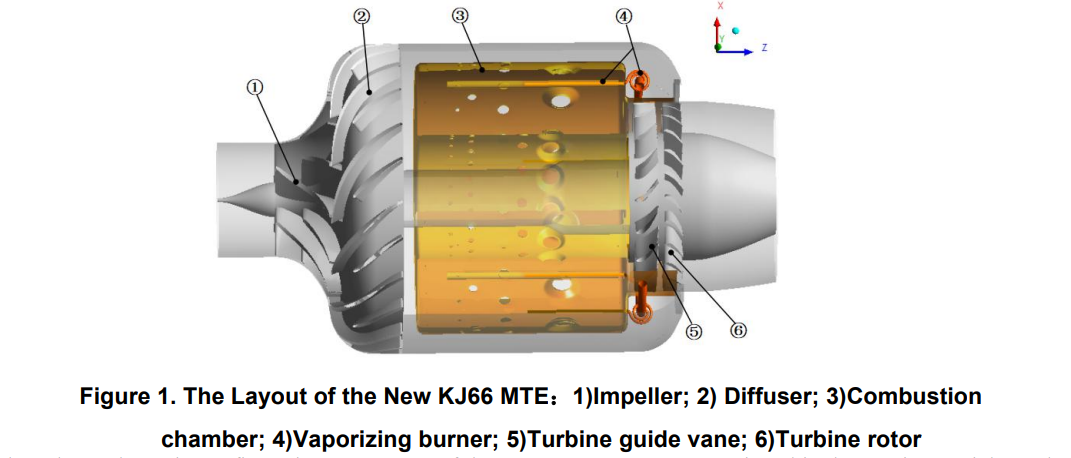 ①
②
③
④
X
Y
Z
⑤
⑥
Figure 1. The Layout of the New KJ66 MTE：1)Impeller; 2) Diffuser; 3)Combustion
chamber; 4)Vaporizing burner; 5)Turbine guide vane; 6)Turbine rotor